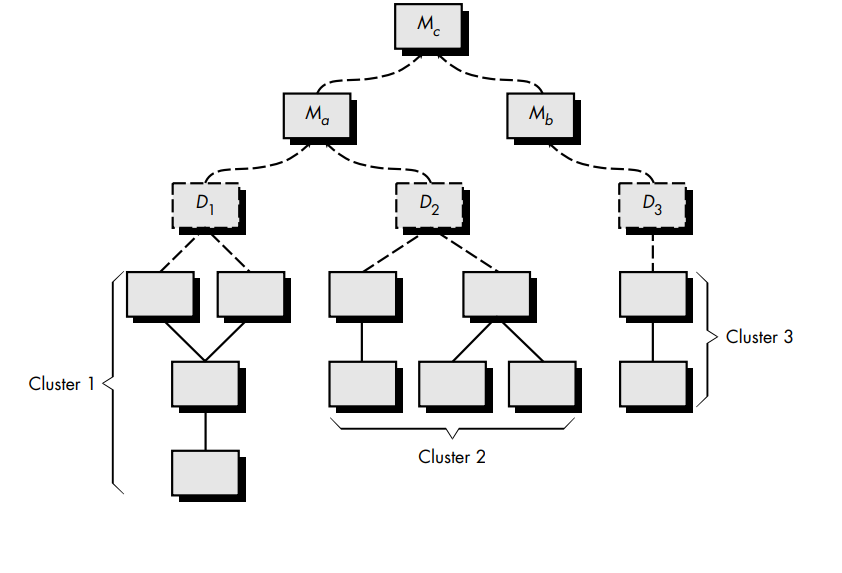 Mc
Ma
Mb
D1
D2
D3
Cluster 3
Cluster 1
Cluster 2